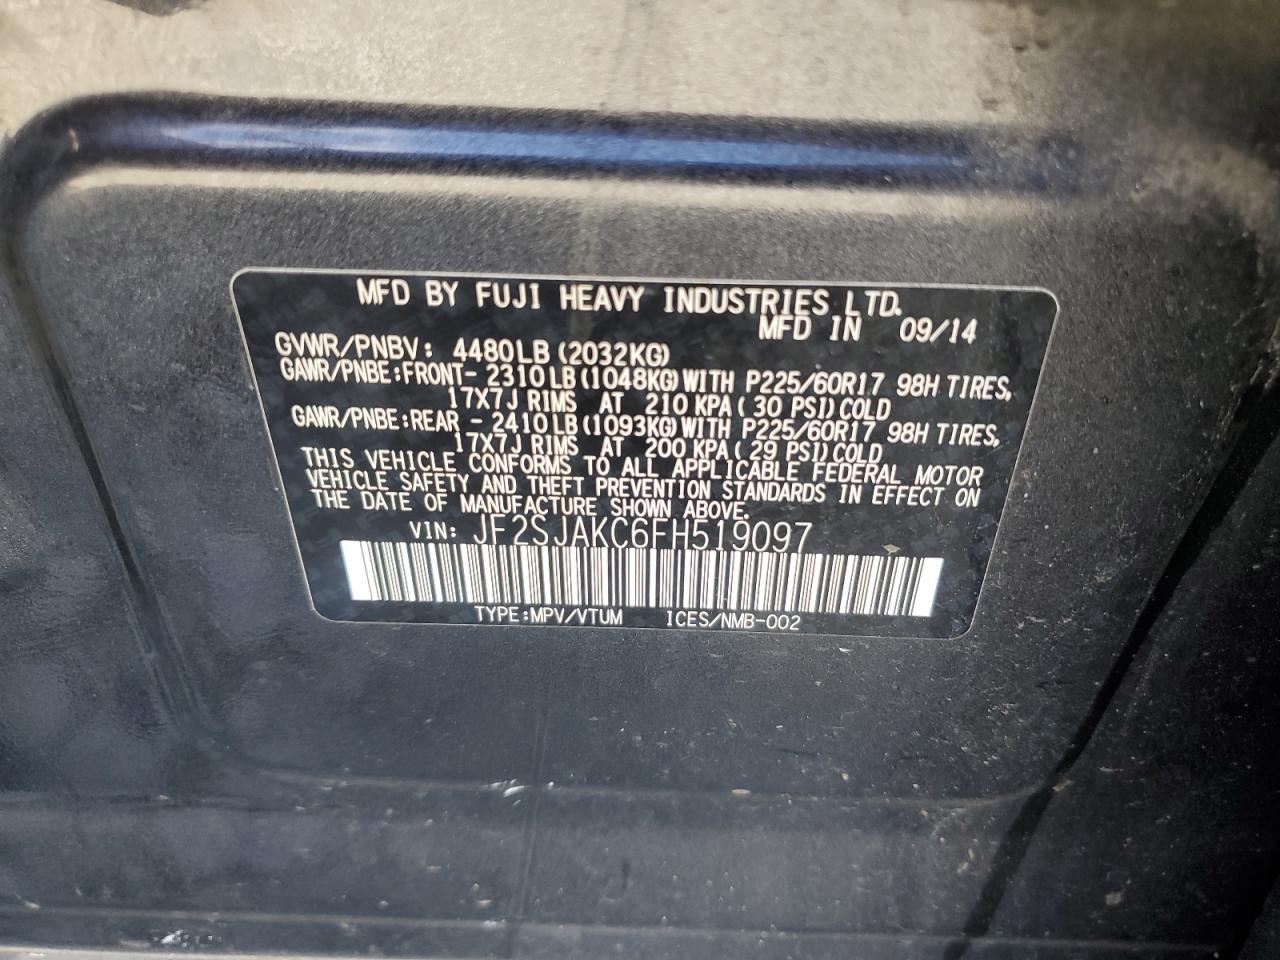 MFD BY FUJI HEAVY INDUSTRIES LTD.
MFD IN 09/14
GVWR/PNBV: 4480LB (2032KG)
GAWR/PNBE:FRONT- 2310LB(1048KG) WITH P225/60R17 98H TIRES,
17X7J RIMS AT 210 KPA( 30 PSI)COLD
GAWR/PNBE:REAR - 2410LB(1093KG) WITH P225/60R17 98H TIRES,
17X7J RIMS AT 200 KPA( 29 PSI)COLD
THIS VEHICLE CONFORMS TO ALL APPLICABLE FEDERAL MOTOR
VEHICLE SAFETY AND THEFT PREVENTION STANDARDS IN EFFECT ON
THE DATE OF MANUFACTURE SHOWN ABOVE.
VIN: JF2SJAKC6FH519097
TYPE:MPV/VTUM ICES/NMB-002